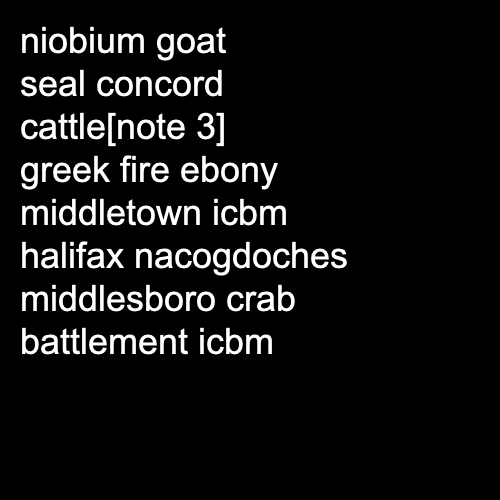 niobium goat
seal concord
cattle[note 3]
greek fire ebony
middletown icbm
halifax nacogdoches
middlesboro crab
battlement icbm